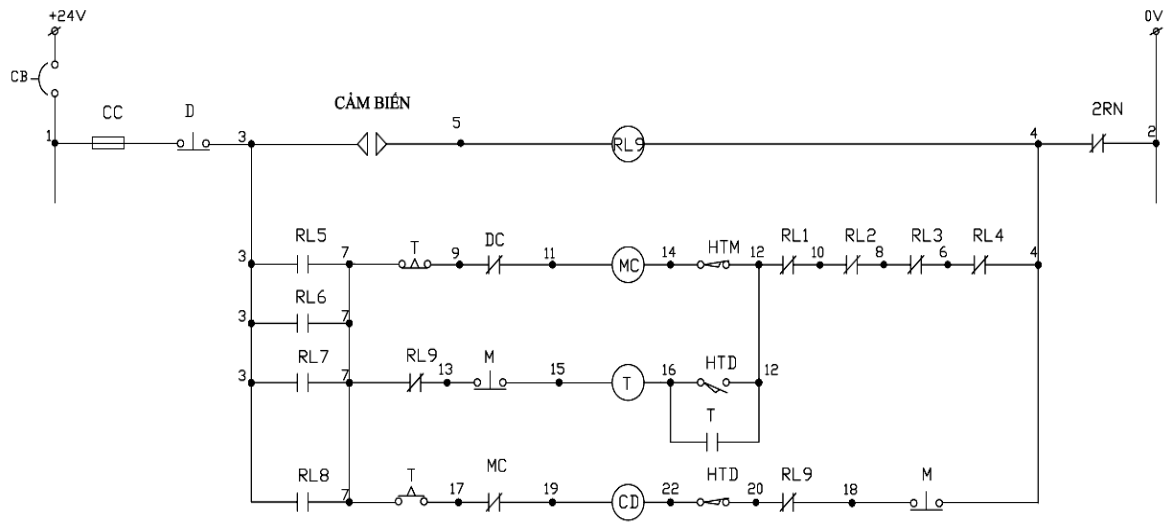 +24V 0V
CB
CC D CẢM BIẾN 2RN
1 3 5 RL9 4 2
RL5 T DC HTM RL1 RL2 RL3 RL4
3 7 9 11 MC 14 12 10 8 6 4
RL6
3 7
RL7 RL9 M HTD
3 7 13 15 T 16 12
T
RL8 T MC HTD RL9 M
7 17 19 CD 22 20 18